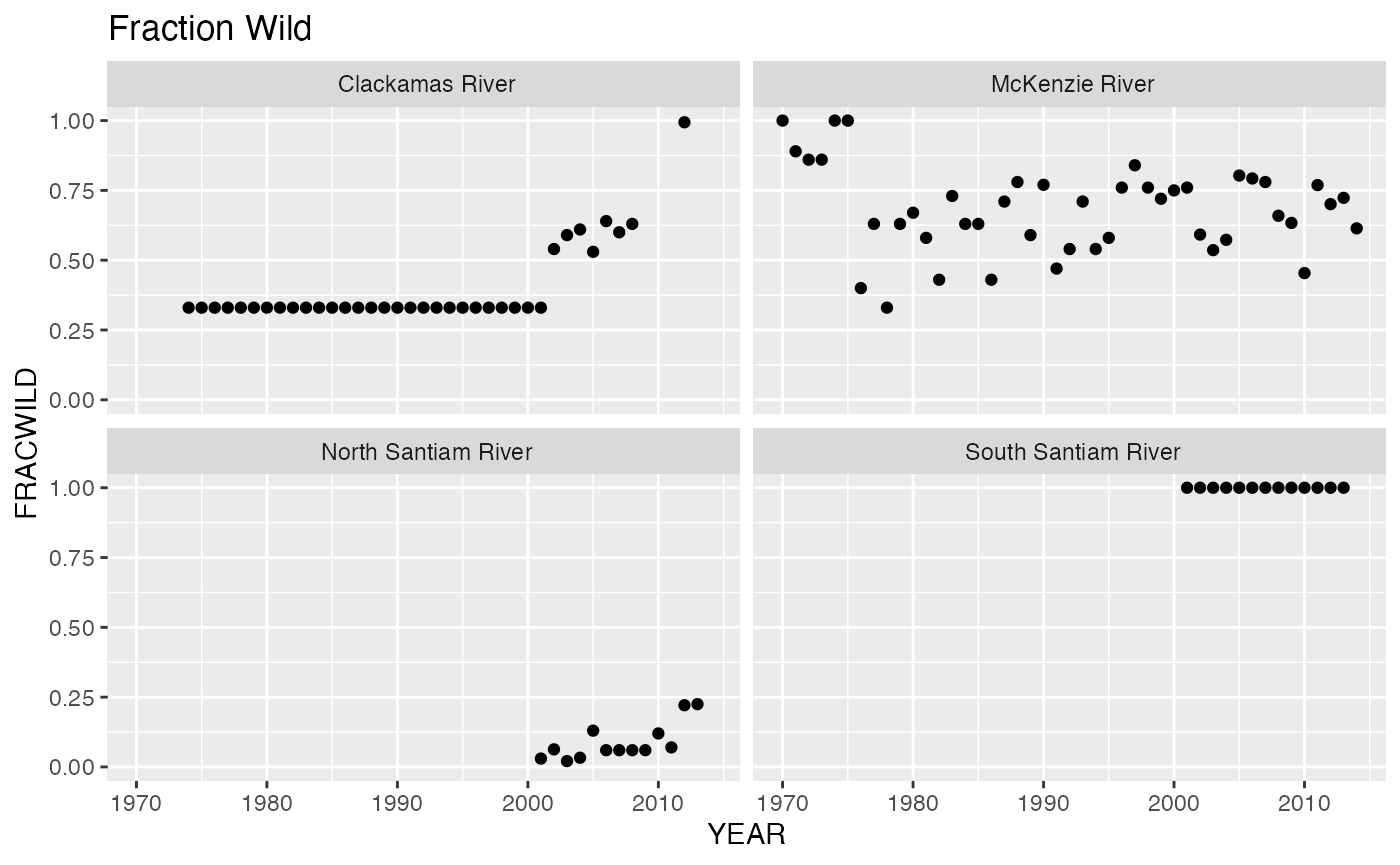 Fraction Wild
Clackamas River
McKenzie River
1.00
0.75
0.50
0.25
0.00
FRACWILD
North Santiam River
South Santiam River
1.00
0.75
0.50
0.25
0.00
1970 1980 1990 2000 2010
1970 1980 1990 2000 2010
YEAR